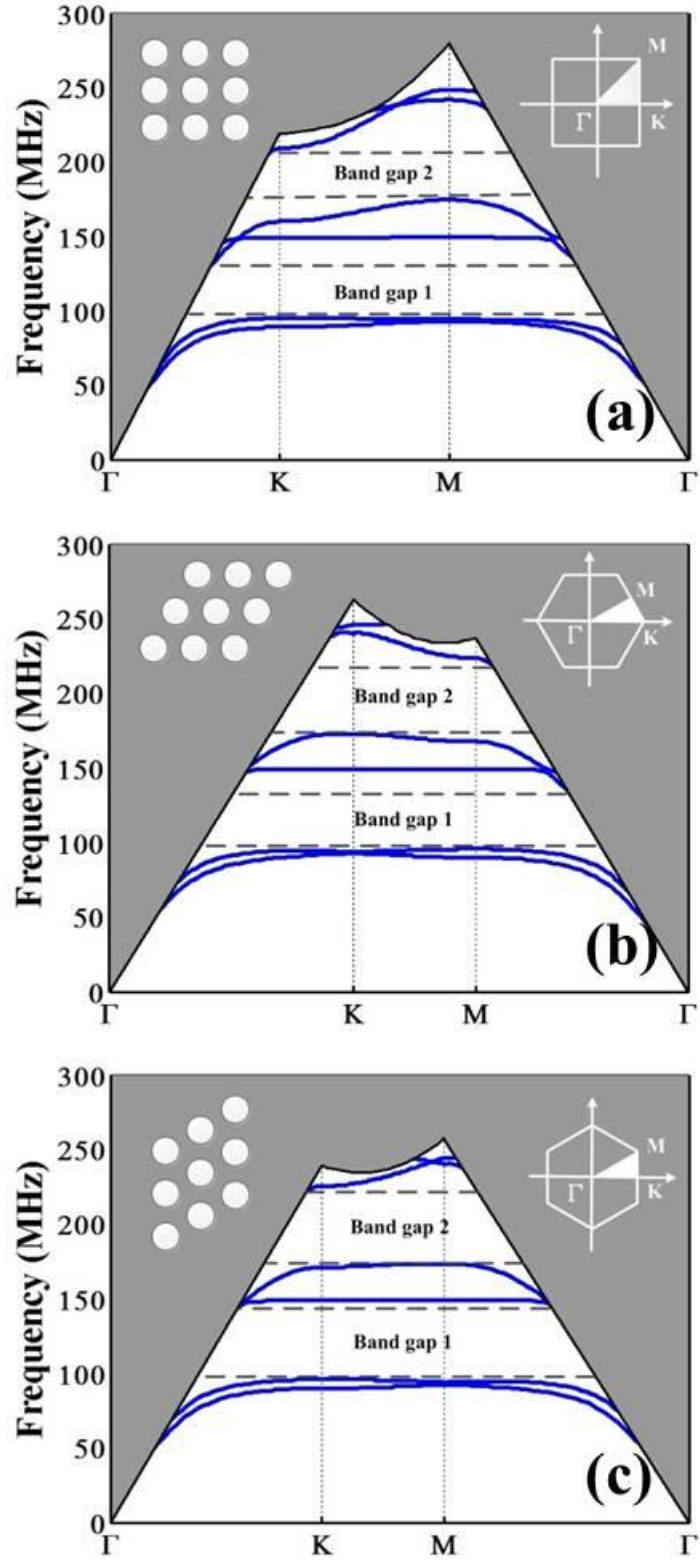 300
250
200
150
100
50
0
Frequency (MHz)
Band gap 2
Band gap 1
M
Γ
K
(a)
Γ K M Γ
300
250
200
150
100
50
0
Frequency (MHz)
Band gap 2
Band gap 1
M
Γ
K
(b)
Γ K M Γ
300
250
200
150
100
50
0
Frequency (MHz)
Band gap 2
Band gap 1
M
Γ
K
(c)
Γ K M Γ